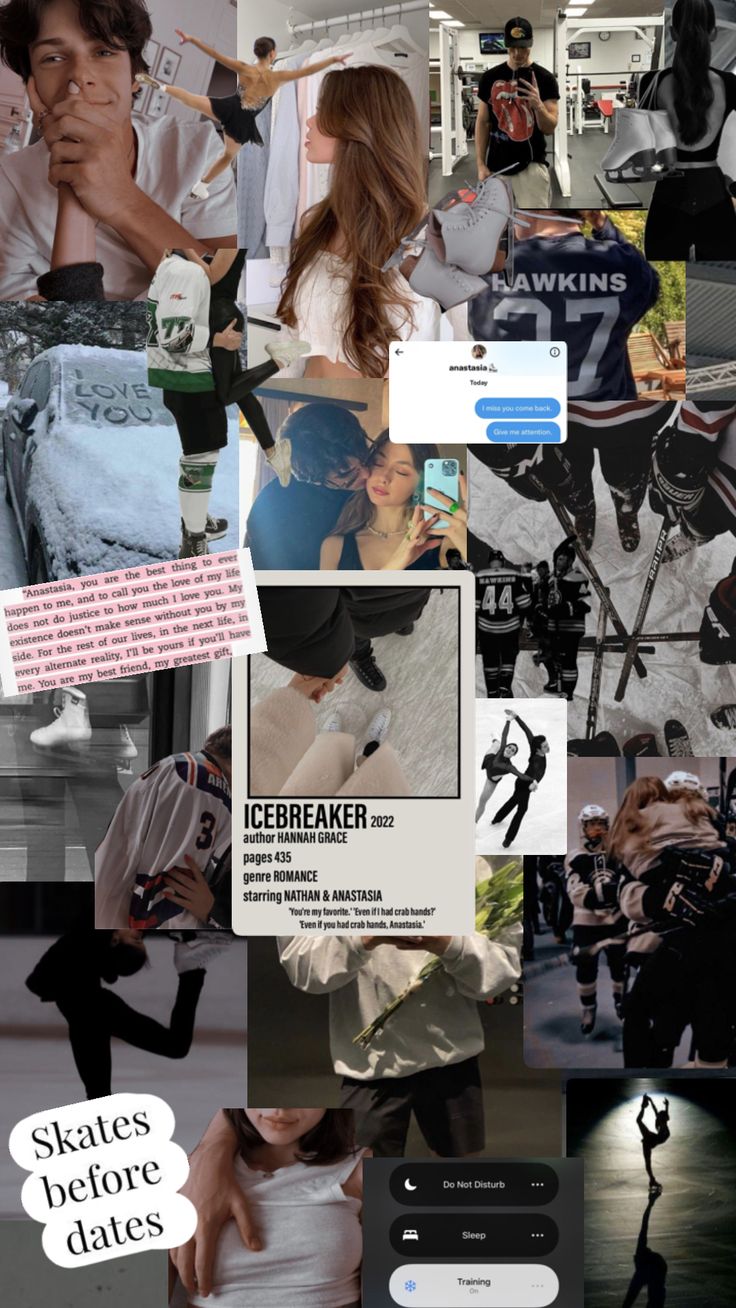 HAWKINS
27
77
I LOVE
YOU
anastasia
Today
I miss you come back.
Give me attention.
"Anastasia, you are the best thing to ever
happen to me, and to call you the love of my life
does not do justice to how much I love you. My
existence doesn't make sense without you by my
side. For the rest of our lives, in the next life, in
every alternate reality, I'll be yours if you'll have
me. You are my best friend, my greatest gift,
HAWKINS
44
BAUER
3
ICEBREAKER 2022
author HANNAH GRACE
pages 435
genre ROMANCE
starring NATHAN & ANASTASIA
'You're my favorite.' 'Even if I had crab hands?'
'Even if you had crab hands, Anastasia.'
Skates
before
dates
Do Not Disturb
Sleep
Training
On